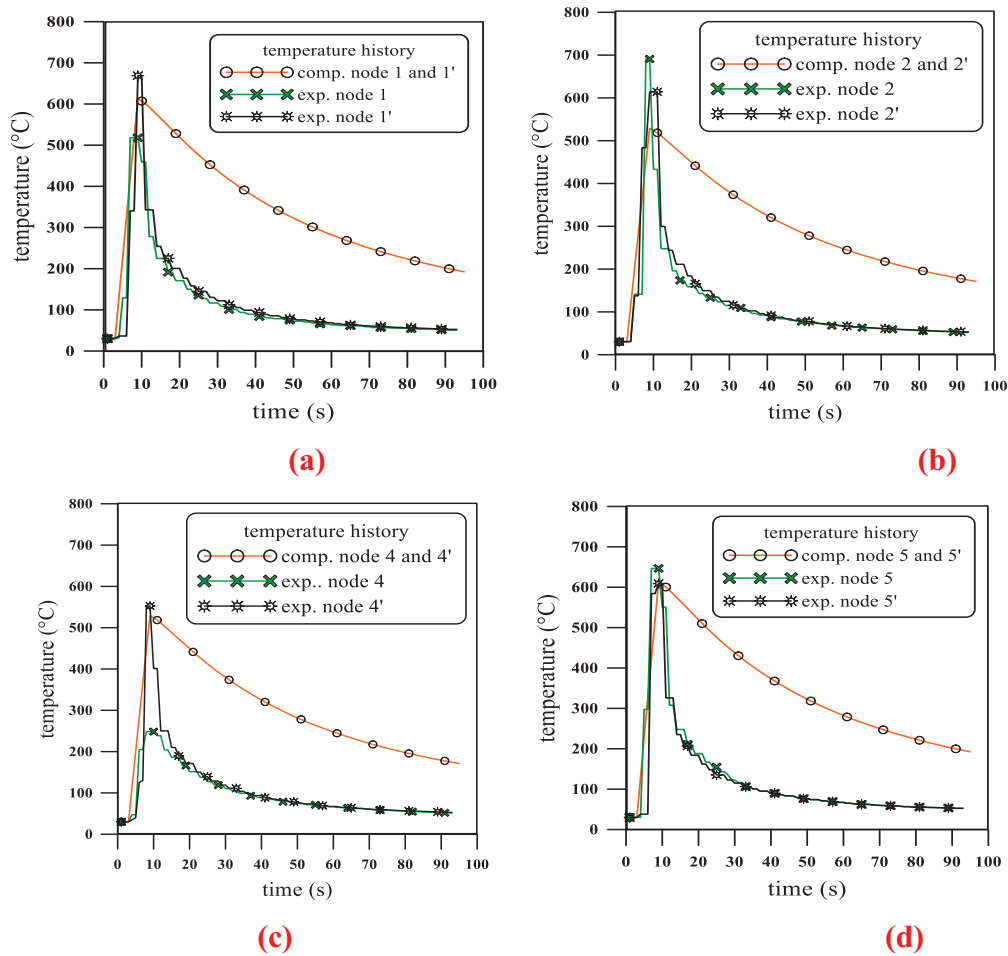 800
700
600
500
400
300
200
100
0
temperature (°C)
temperature history
comp. node 1 and 1'
exp. node 1
exp. node 1'
0 10 20 30 40 50 60 70 80 90 100
time (s)
(a)
800
700
600
500
400
300
200
100
0
temperature (°C)
temperature history
comp. node 2 and 2'
exp. node 2
exp. node 2'
0 10 20 30 40 50 60 70 80 90 100
time (s)
(b)
800
700
600
500
400
300
200
100
0
temperature (°C)
temperature history
comp. node 4 and 4'
exp.. node 4
exp. node 4'
0 10 20 30 40 50 60 70 80 90 100
time (s)
(c)
800
700
600
500
400
300
200
100
0
temperature (°C)
temperature history
comp. node 5 and 5'
exp. node 5
exp. node 5'
0 10 20 30 40 50 60 70 80 90 100
time (s)
(d)